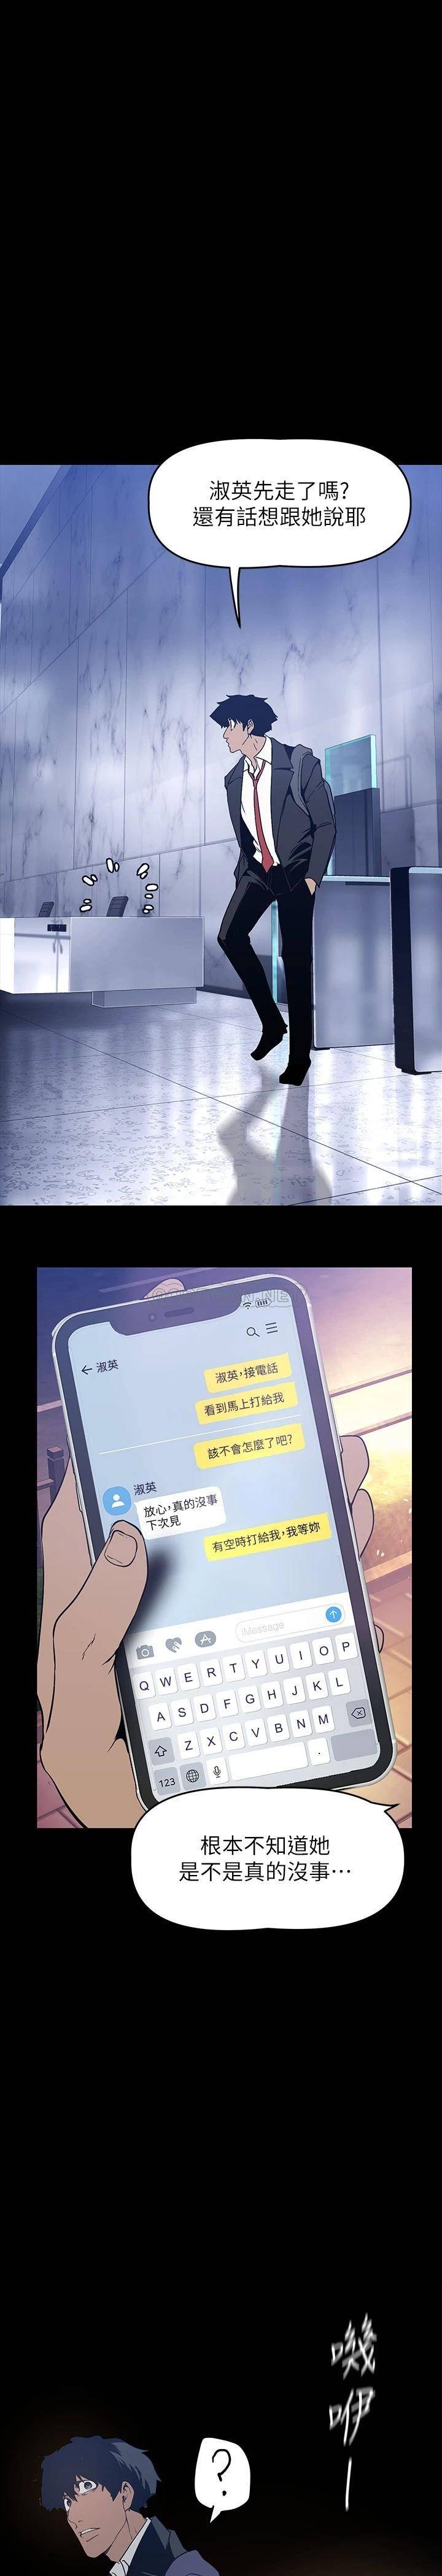 淑英先走了嗎?
還有話想跟她說耶
淑英
淑英,接電話
看到馬上打給我
該不會怎麼了吧?
淑英
放心,真的沒事
下次見
有空時打給我,我等妳
iMessage
Q W E R T Y U I O P
A S D F G H J K L
Z X C V B N M
123 .
根本不知道她
是不是真的沒事…
嘰咿—
?